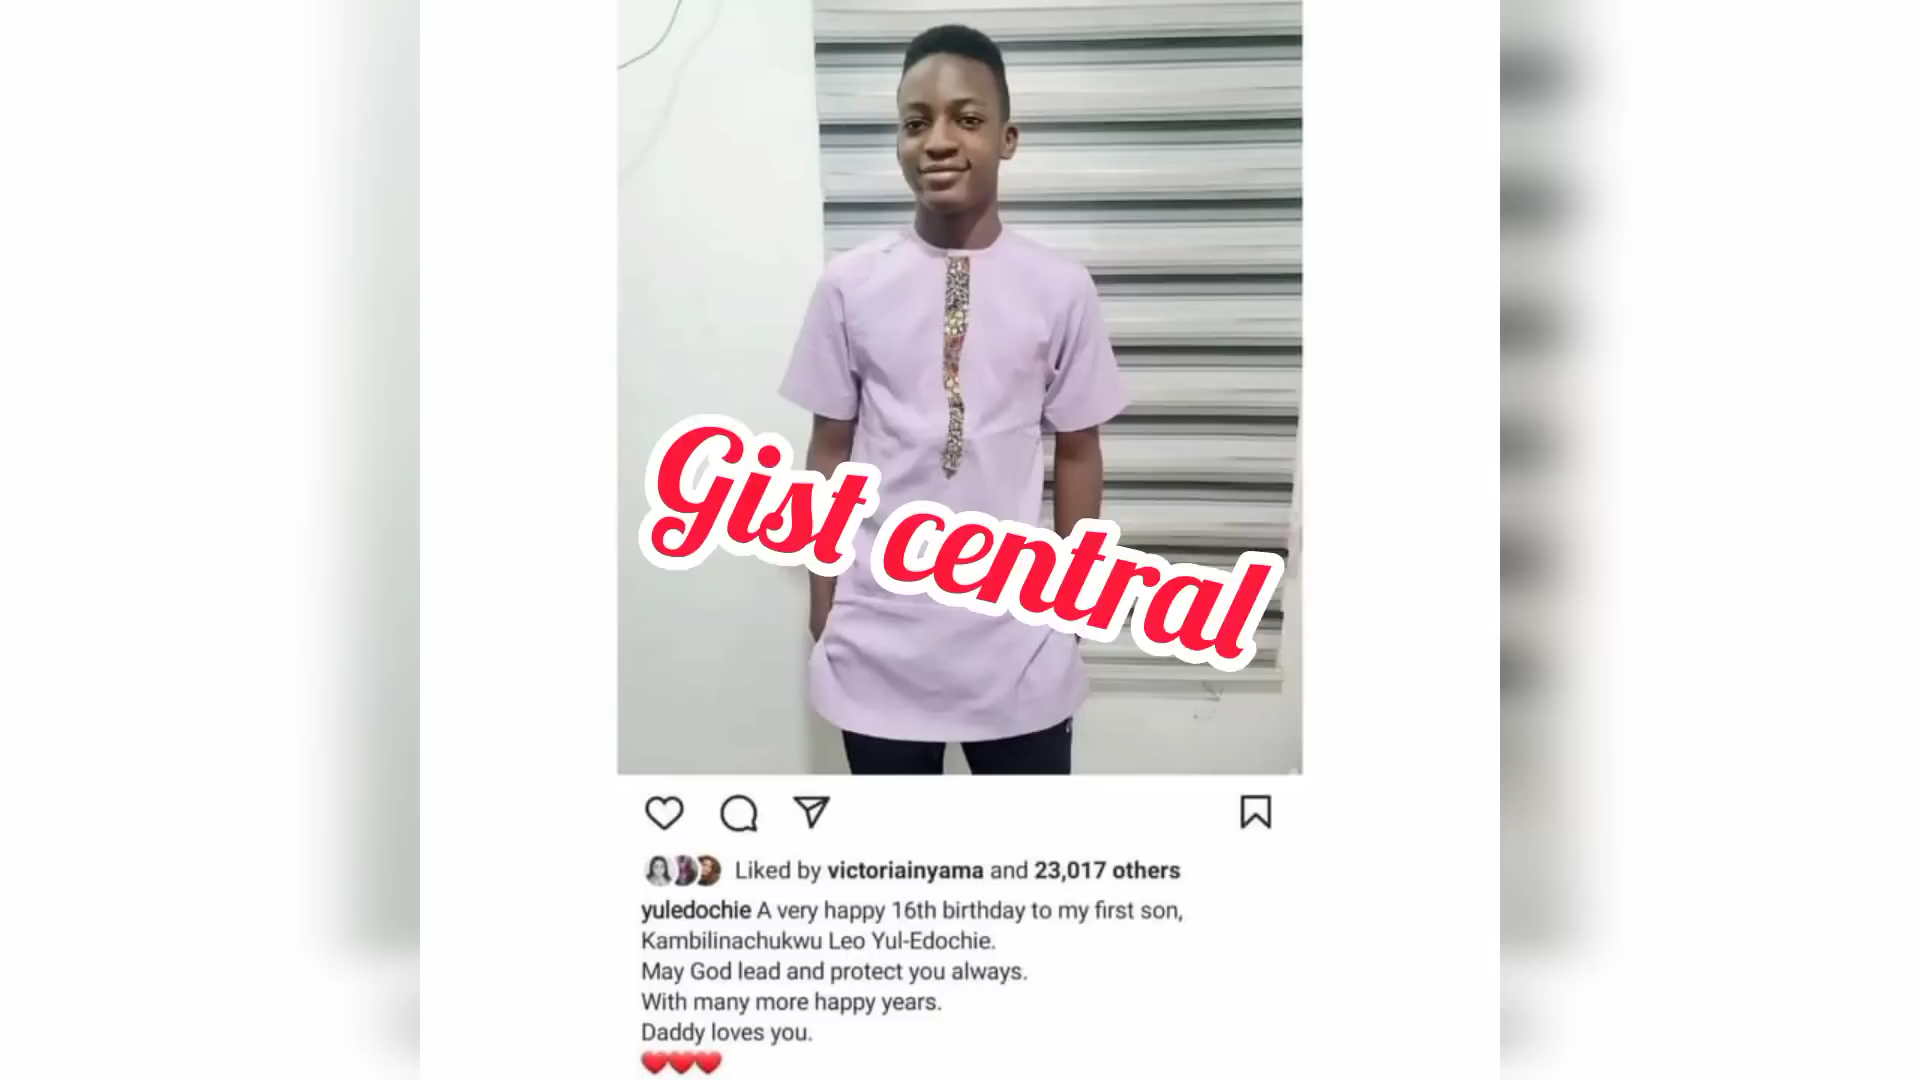 Gist central
Liked by victoriainyama and 23,017 others
yuledochie A very happy 16th birthday to my first son,
Kambilinachukwu Leo Yul-Edochie.
May God lead and protect you always.
With many more happy years.
Daddy loves you.